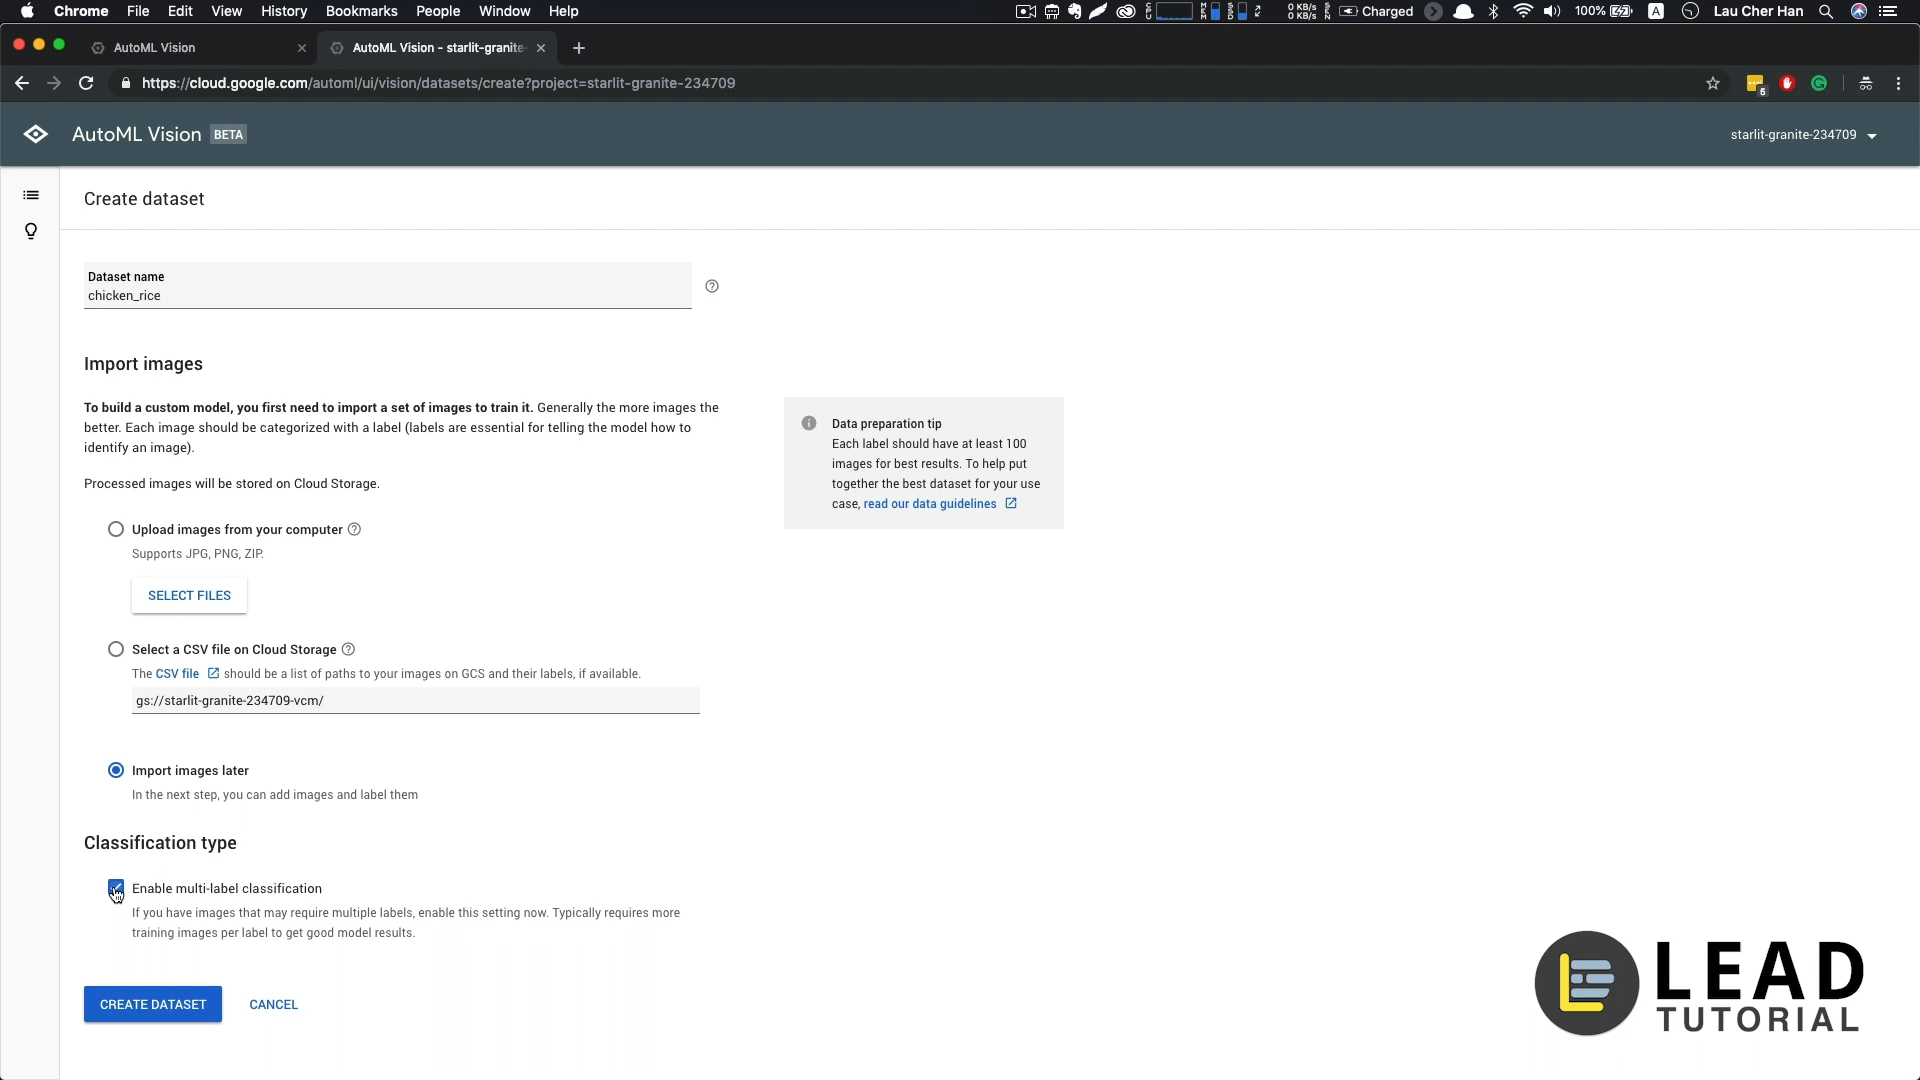 Chrome File Edit View History Bookmarks People Window Help
0 KB/s
0 KB/s
Charged 100% A Lau Cher Han
AutoML Vision
AutoML Vision - starlit-granite-
https://cloud.google.com/automl/ui/vision/datasets/create?project=starlit-granite-234709
5
AutoML Vision BETA
starlit-granite-234709
Create dataset
Dataset name
chicken_rice
Import images
To build a custom model, you first need to import a set of images to train it. Generally the more images the
better. Each image should be categorized with a label (labels are essential for telling the model how to
identify an image).
Processed images will be stored on Cloud Storage.
Data preparation tip
Each label should have at least 100
images for best results. To help put
together the best dataset for your use
case, read our data guidelines
Upload images from your computer
Supports JPG, PNG, ZIP.
SELECT FILES
Select a CSV file on Cloud Storage
The CSV file should be a list of paths to your images on GCS and their labels, if available.
gs://starlit-granite-234709-vcm/
Import images later
In the next step, you can add images and label them
Classification type
Enable multi-label classification
If you have images that may require multiple labels, enable this setting now. Typically requires more
training images per label to get good model results.
CREATE DATASET CANCEL
LEAD
TUTORIAL